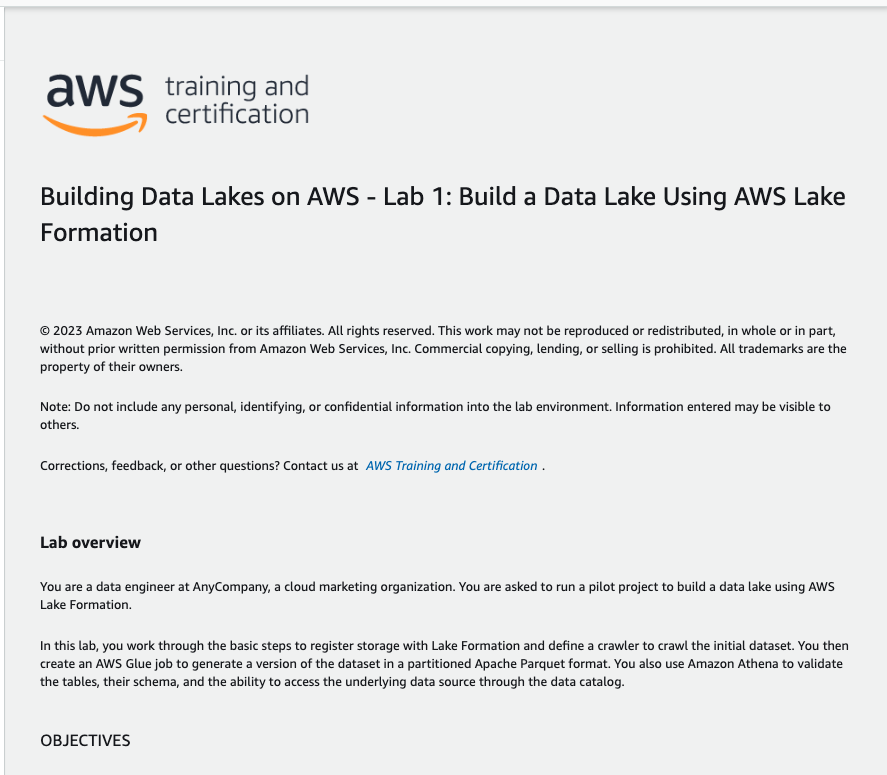 aws training and
certification
Building Data Lakes on AWS - Lab 1: Build a Data Lake Using AWS Lake
Formation
© 2023 Amazon Web Services, Inc. or its affiliates. All rights reserved. This work may not be reproduced or redistributed, in whole or in part,
without prior written permission from Amazon Web Services, Inc. Commercial copying, lending, or selling is prohibited. All trademarks are the
property of their owners.
Note: Do not include any personal, identifying, or confidential information into the lab environment. Information entered may be visible to
others.
Corrections, feedback, or other questions? Contact us at AWS Training and Certification .
Lab overview
You are a data engineer at AnyCompany, a cloud marketing organization. You are asked to run a pilot project to build a data lake using AWS
Lake Formation.
In this lab, you work through the basic steps to register storage with Lake Formation and define a crawler to crawl the initial dataset. You then
create an AWS Glue job to generate a version of the dataset in a partitioned Apache Parquet format. You also use Amazon Athena to validate
the tables, their schema, and the ability to access the underlying data source through the data catalog.
OBJECTIVES